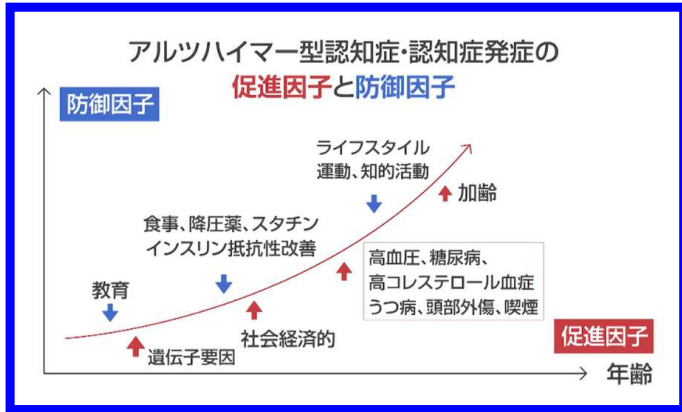 アルツハイマー型認知症・認知症発症の
促進因子と防御因子
防御因子
ライフスタイル
運動、知的活動
加齢
食事、降圧薬、スタチン
インスリン抵抗性改善
高血圧、糖尿病、
高コレステロール血症
うつ病、頭部外傷、喫煙
教育
社会経済的
遺伝子要因
促進因子
年齢